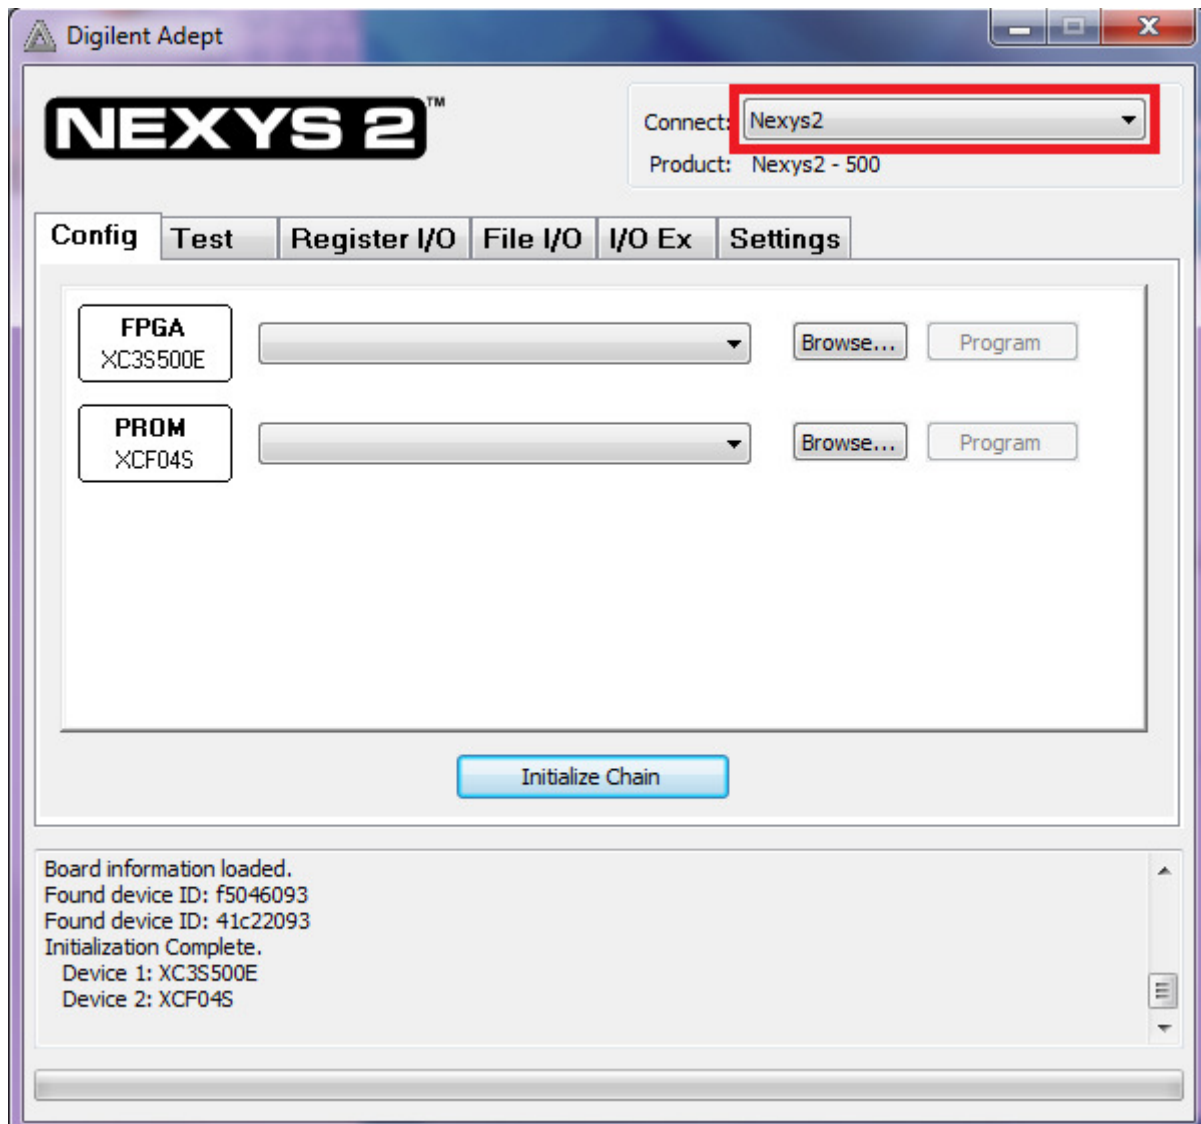 Digilent Adept
NEXYS 2™
Connect: Nexys2
Product: Nexys2 - 500
Config Test Register I/O File I/O I/O Ex Settings
FPGA
XC3S500E
Browse... Program
PROM
XCF04S
Browse... Program
Initialize Chain
Board information loaded.
Found device ID: f5046093
Found device ID: 41c22093
Initialization Complete.
Device 1: XC3S500E
Device 2: XCF04S